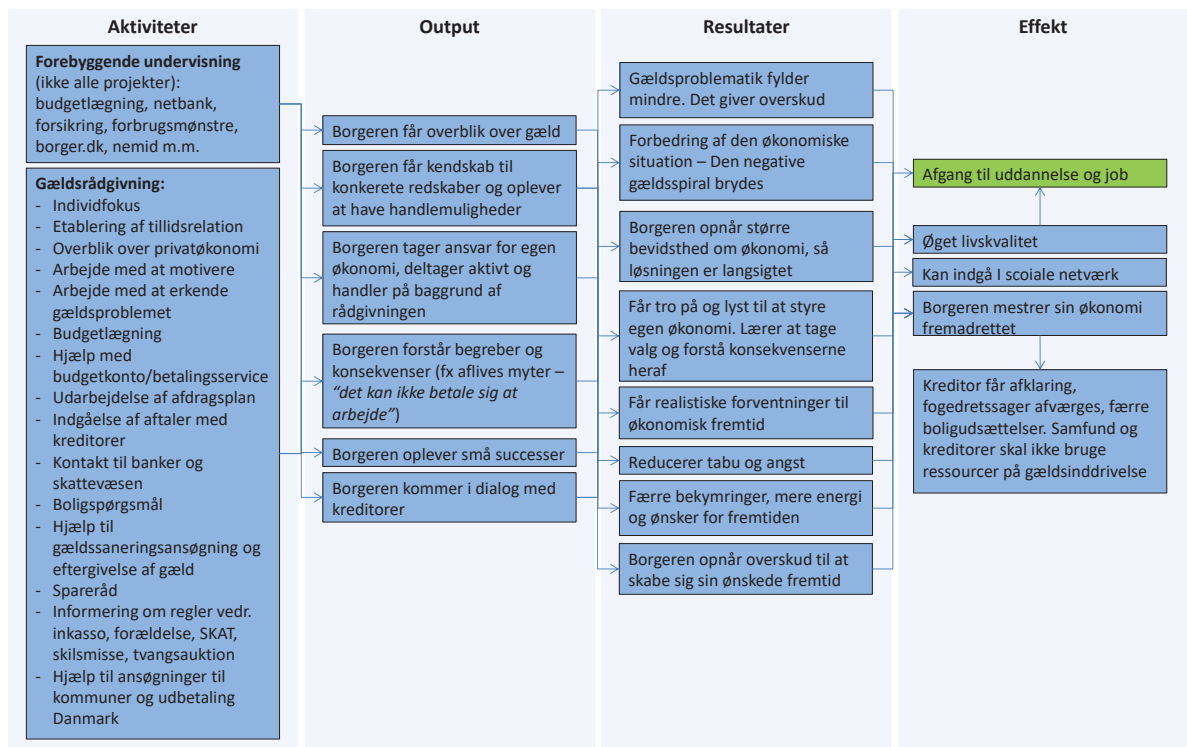 Aktiviteter
Forebyggende undervisning
(ikke alle projekter):
budgetlægning, netbank,
forsikring, forbrugsmønstre,
borger.dk, nemid m.m.
Gældsrådgivning:
- Individfokus
- Etablering af tillidsrelation
- Overblik over privatøkonomi
- Arbejde med at motivere
- Arbejde med at erkende
gældsproblemet
- Budgetlægning
- Hjælp med
budgetkonto/betalingsservice
- Udarbejdelse af afdragsplan
- Indgåelse af aftaler med
kreditorer
- Kontakt til banker og
skattevæsen
- Boligspørgsmål
- Hjælp til
gældssaneringsansøgning og
eftergivelse af gæld
- Spareråd
- Informering om regler vedr.
inkasso, forældelse, SKAT,
skilsmisse, tvangsauktion
- Hjælp til ansøgninger til
kommuner og udbetaling
Danmark
Output
Borgeren får overblik over gæld
Borgeren får kendskab til
konkerete redskaber og oplever
at have handlemuligheder
Borgeren tager ansvar for egen
økonomi, deltager aktivt og
handler på baggrund af
rådgivningen
Borgeren forstår begreber og
konsekvenser (fx aflives myter –
“det kan ikke betale sig at
arbejde”)
Borgeren oplever små successer
Borgeren kommer i dialog med
kreditorer
Resultater
Gældsproblematik fylder
mindre. Det giver overskud
Forbedring af den økonomiske
situation – Den negative
gældsspiral brydes
Borgeren opnår større
bevidsthed om økonomi, så
løsningen er langsigtet
Får tro på og lyst til at styre
egen økonomi. Lærer at tage
valg og forstå konsekvenserne
heraf
Får realistiske forventninger til
økonomisk fremtid
Reducerer tabu og angst
Færre bekymringer, mere energi
og ønsker for fremtiden
Borgeren opnår overskud til at
skabe sig sin ønskede fremtid
Effekt
Afgang til uddannelse og job
Øget livskvalitet
Kan indgå I scoiale netværk
Borgeren mestrer sin økonomi
fremadrettet
Kreditor får afklaring,
fogedretssager afværges, færre
boligudsættelser. Samfund og
kreditorer skal ikke bruge
ressourcer på gældsinddrivelse